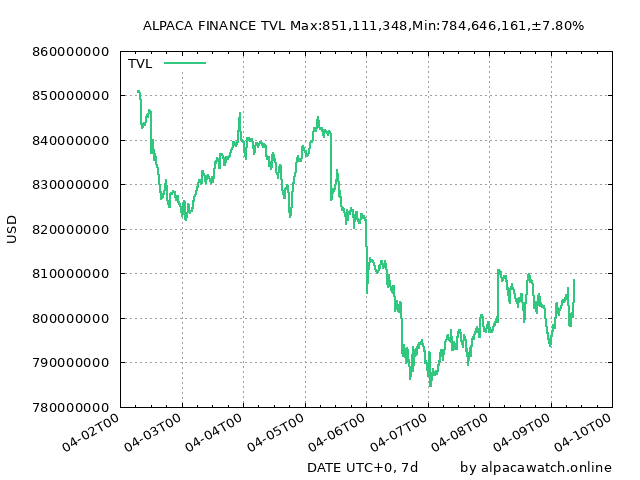 ALPACA FINANCE TVL Max:851,111,348,Min:784,646,161,±7.80%
860000000
TVL
850000000
840000000
830000000
820000000
810000000
800000000
790000000
780000000
USD
04-02T00
04-03T00
04-04T00
04-05T00
04-06T00
04-07T00
04-08T00
04-09T00
04-10T00
DATE UTC+0, 7d
by alpacawatch.online